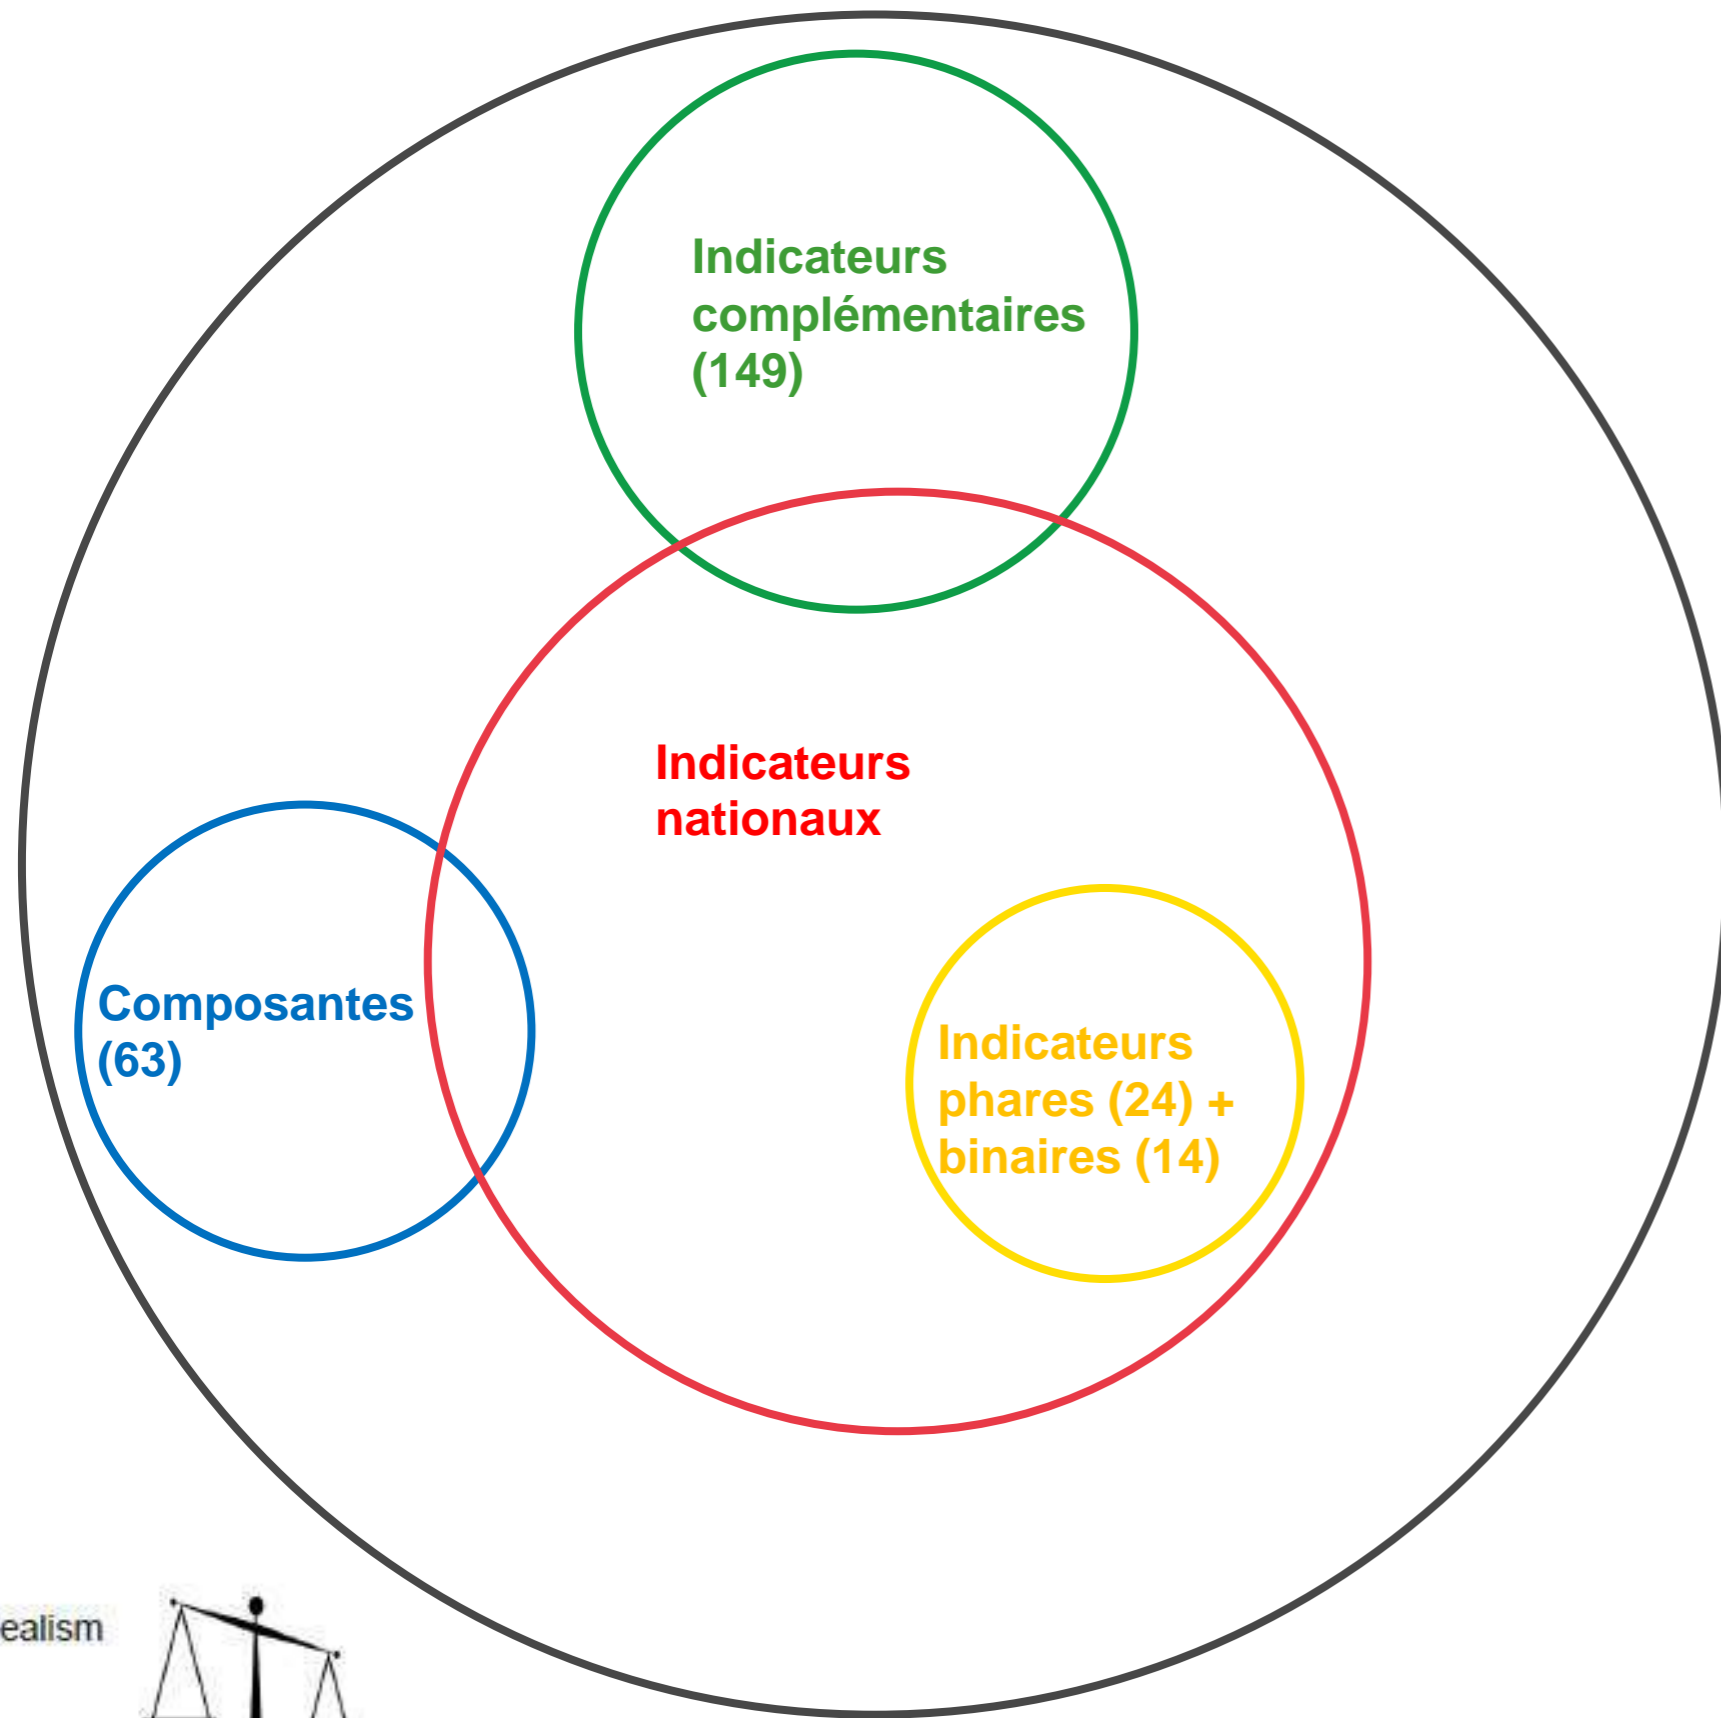 Indicateurs
complémentaires
(149)
Indicateurs
nationaux
Composantes
(63)
Indicateurs
phares (24) +
binaires (14)
ealism